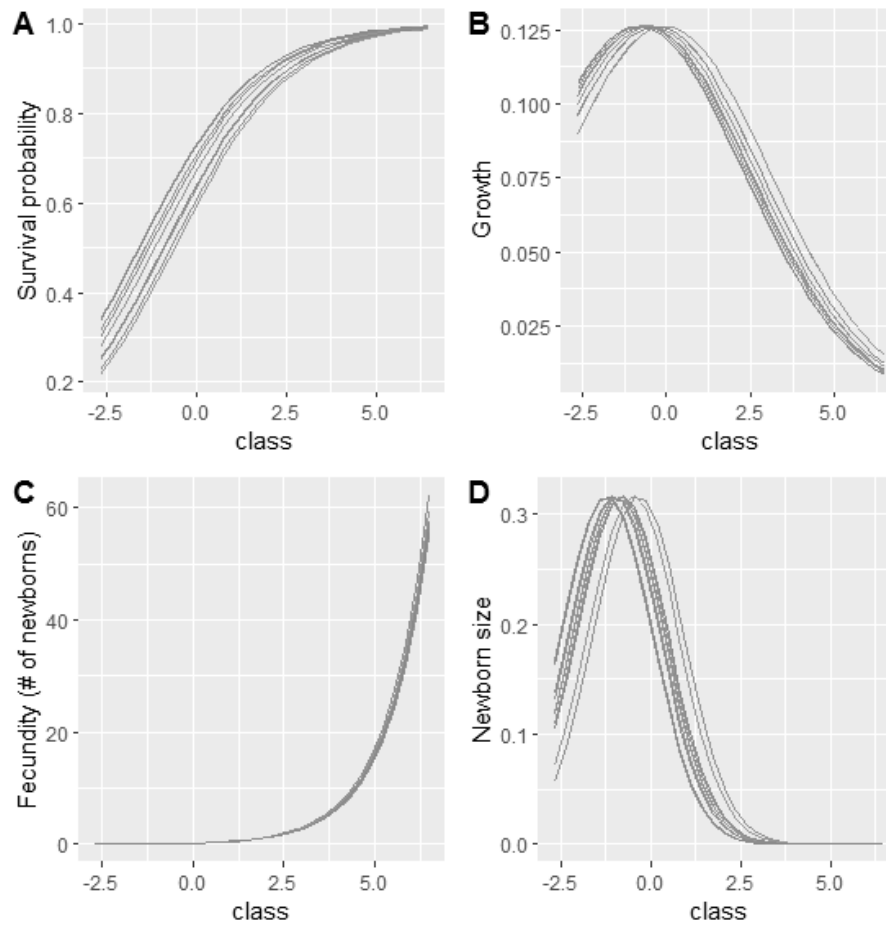 A
Survival probability
1.0
0.8
0.6
0.4
0.2
-2.5 0.0 2.5 5.0
class
B
Growth
0.125
0.100
0.075
0.050
0.025
-2.5 0.0 2.5 5.0
class
C
Fecundity (# of newborns)
60
40
20
0
-2.5 0.0 2.5 5.0
class
D
Newborn size
0.3
0.2
0.1
0.0
-2.5 0.0 2.5 5.0
class